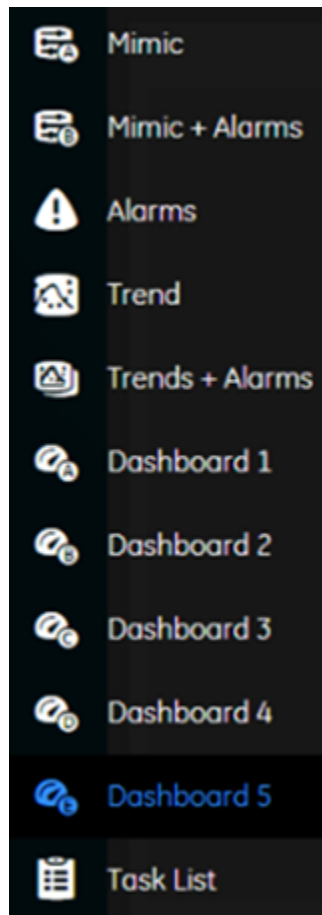 A
Mimic
B
Mimic + Alarms
Alarms
Trend
Trends + Alarms
A
Dashboard 1
B
Dashboard 2
C
Dashboard 3
D
Dashboard 4
E
Dashboard 5
Task List